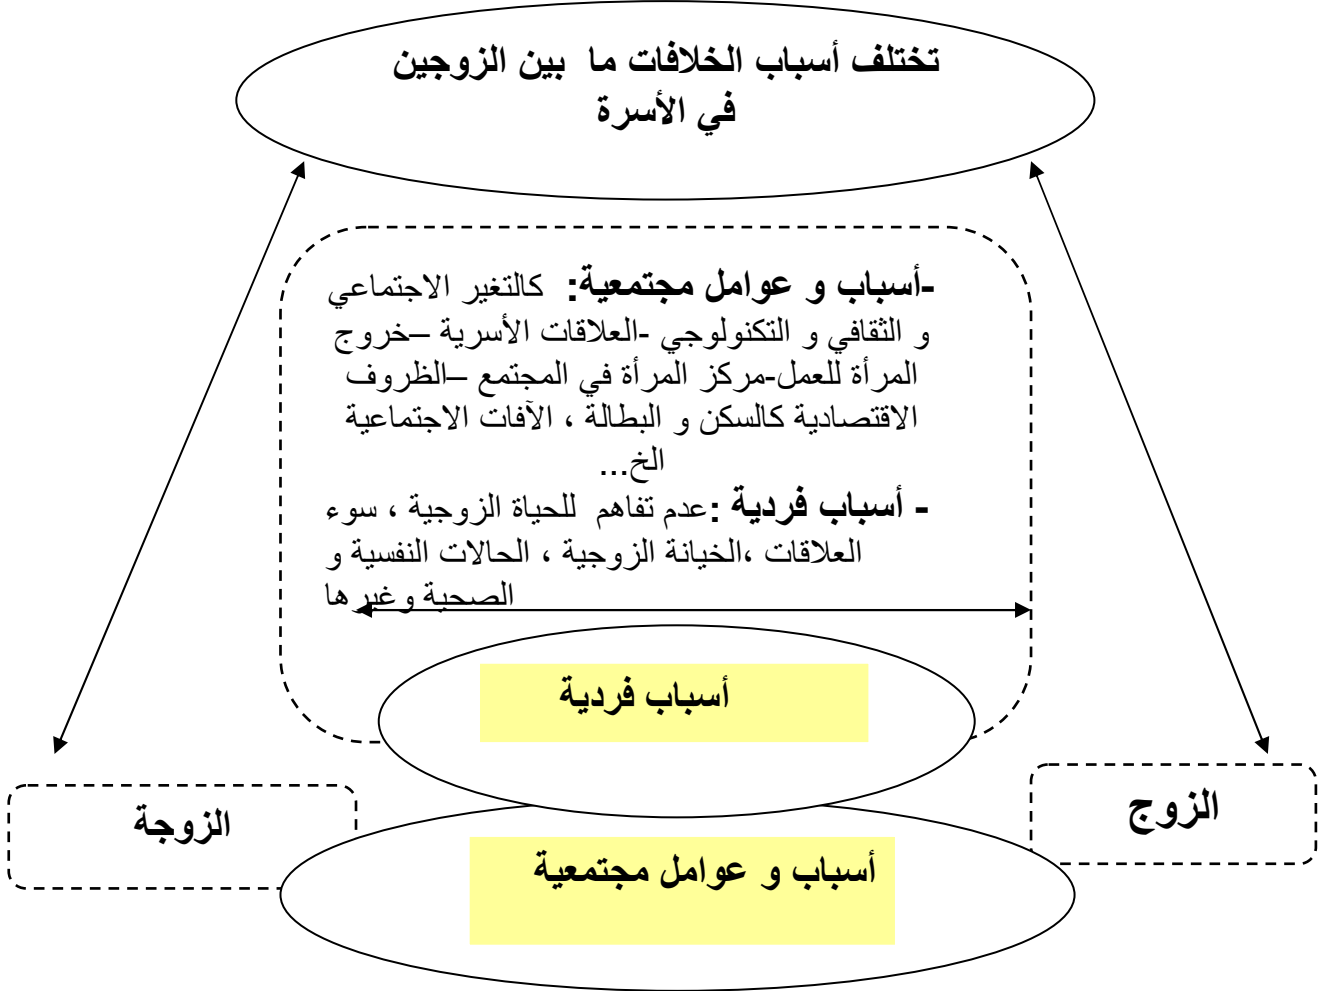 تختلف أسباب الخلافات ما بين الزوجين
في الأسرة
-أسباب و عوامل مجتمعية: كالتغير الاجتماعي
و الثقافي و التكنولوجي -العلاقات الأسرية –خروج
المرأة للعمل-مركز المرأة في المجتمع –الظروف
الاقتصادية كالسكن و البطالة ، الآفات الاجتماعية
الخ...
- أسباب فردية :عدم تفاهم للحياة الزوجية ، سوء
العلاقات ،الخيانة الزوجية ، الحالات النفسية و
الصحية وغيرها
أسباب فردية
الزوج
الزوجة
أسباب و عوامل مجتمعية